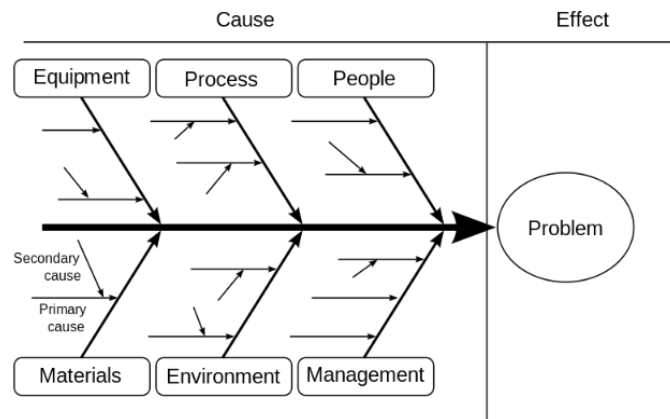 Cause
Effect
Equipment
Process
People
Problem
Secondary
cause
Primary
cause
Materials
Environment
Management